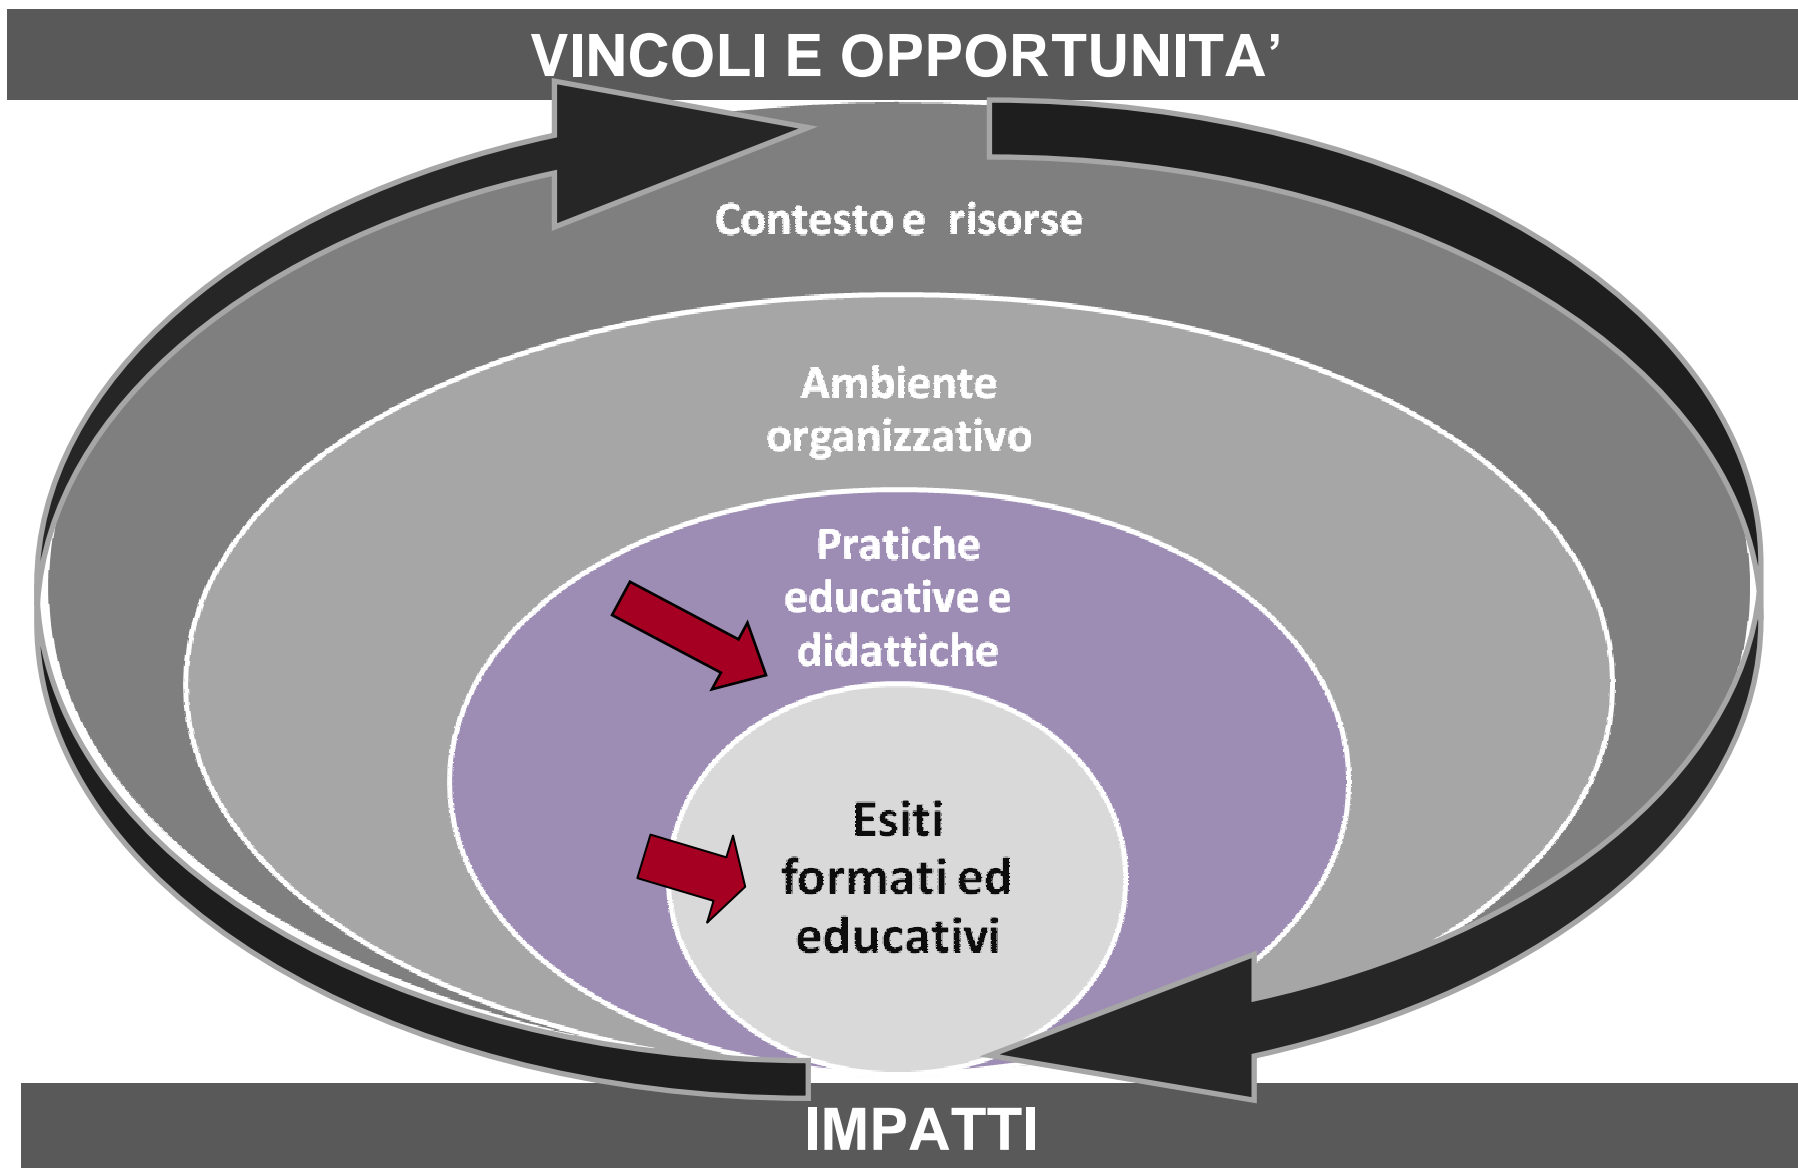 VINCOLI E OPPORTUNITA’
Contesto e risorse
Ambiente
organizzativo
Pratiche
educative e
didattiche
Esiti
formati ed
educativi
IMPATTI